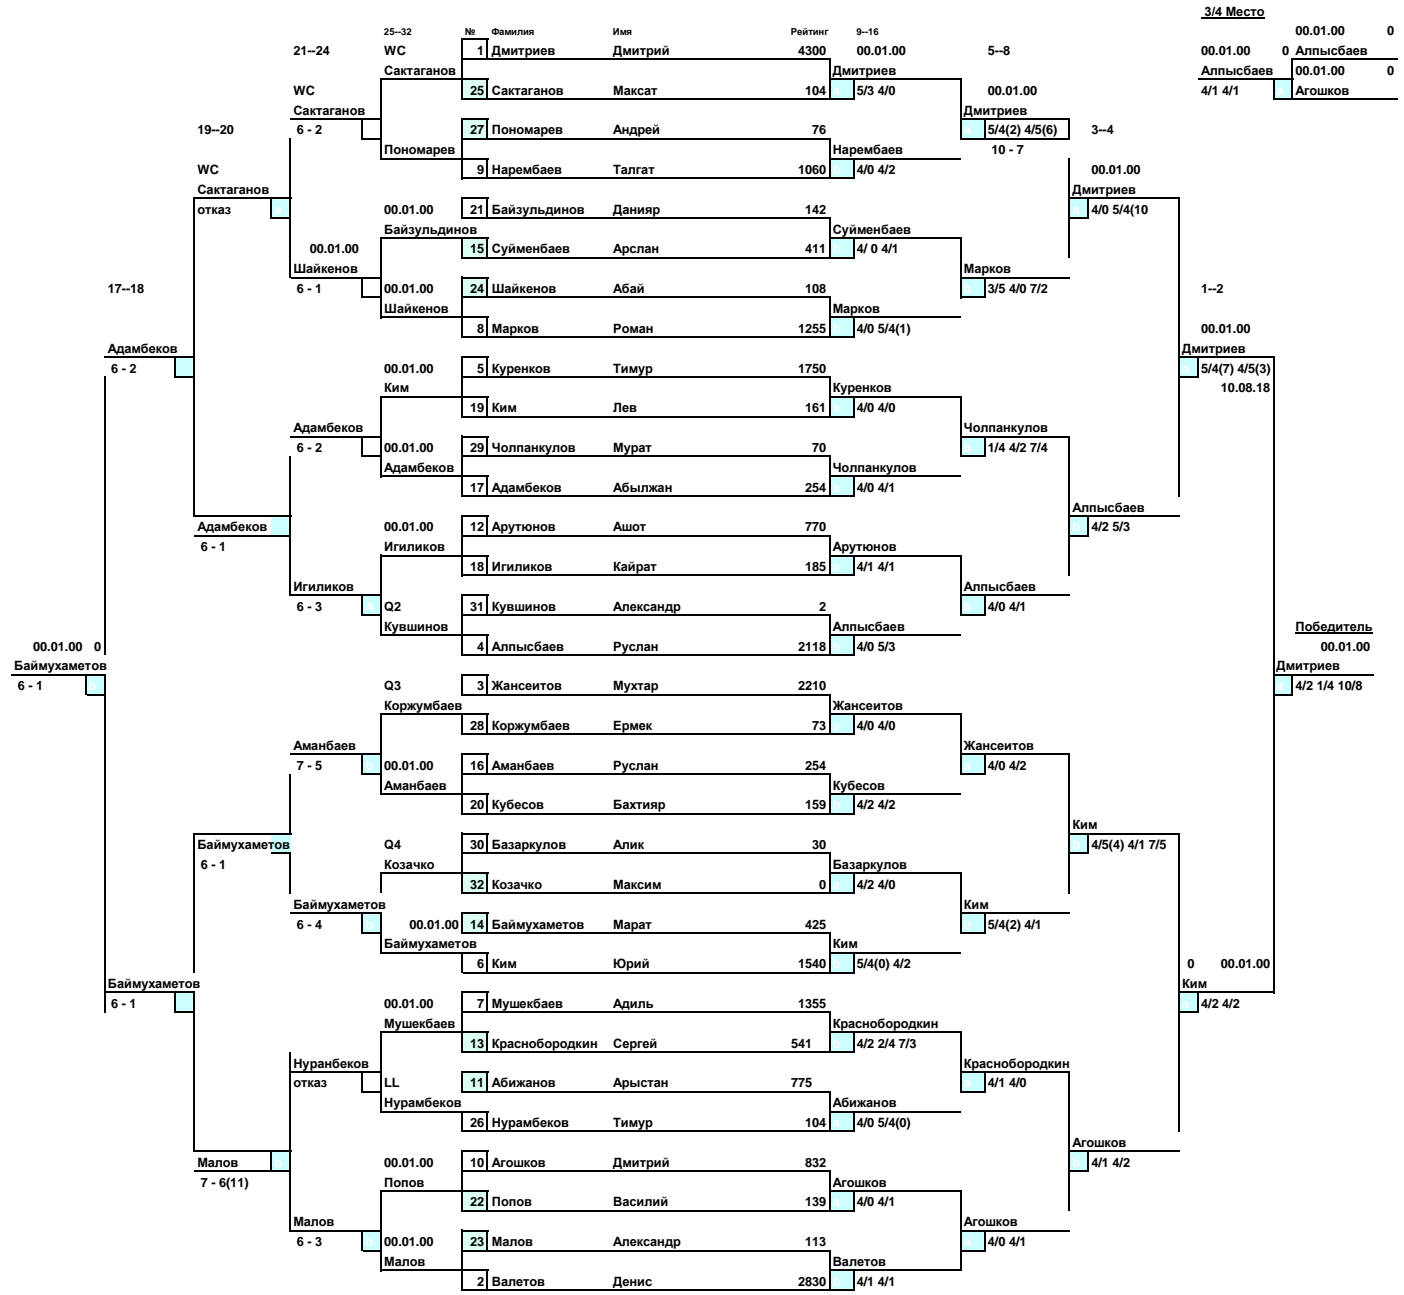 3/4 Место
25--32 № Фамилия Имя Рейтинг 9--16 00.01.00 0
21--24 WC 1 Дмитриев Дмитрий 4300 00.01.00 5--8 00.01.00 0 Алпысбаев
Сактаганов Дмитриев Алпысбаев 00.01.00 0
WC 25 Сактаганов Максат 104 5/3 4/0 00.01.00 4/1 4/1 Агошков
Сактаганов Дмитриев
19--20 6 - 2 27 Пономарев Андрей 76 5/4(2) 4/5(6) 3--4
Пономарев Нарембаев 10 - 7
WC 9 Нарембаев Талгат 1060 4/0 4/2 00.01.00
Сактаганов Дмитриев
отказ 00.01.00 21 Байзульдинов Данияр 142 4/0 5/4(10
Байзульдинов Суйменбаев
00.01.00 15 Суйменбаев Арслан 411 4/ 0 4/1
Шайкенов Марков
17--18 6 - 1 00.01.00 24 Шайкенов Абай 108 3/5 4/0 7/2 1--2
Шайкенов Марков
8 Марков Роман 1255 4/0 5/4(1) 00.01.00
Адамбеков Дмитриев
6 - 2 00.01.00 5 Куренков Тимур 1750 5/4(7) 4/5(3)
Ким Куренков 10.08.18
19 Ким Лев 161 4/0 4/0
Адамбеков Чолпанкулов
6 - 2 00.01.00 29 Чолпанкулов Мурат 70 1/4 4/2 7/4
Адамбеков Чолпанкулов
17 Адамбеков Абылжан 254 4/0 4/1
Алпысбаев
Адамбеков 00.01.00 12 Арутюнов Ашот 770 4/2 5/3
6 - 1 Игиликов Арутюнов
18 Игиликов Кайрат 185 4/1 4/1
Игиликов Алпысбаев
6 - 3 Q2 31 Кувшинов Александр 2 4/0 4/1
Кувшинов Алпысбаев Победитель
00.01.00 0 4 Алпысбаев Руслан 2118 4/0 5/3 00.01.00
Баймухаметов Дмитриев
6 - 1 Q3 3 Жансеитов Мухтар 2210 4/2 1/4 10/8
Коржумбаев Жансеитов
28 Коржумбаев Ермек 73 4/0 4/0
Аманбаев Жансеитов
7 - 5 00.01.00 16 Аманбаев Руслан 254 4/0 4/2
Аманбаев Кубесов
20 Кубесов Бахтияр 159 4/2 4/2
Ким
Баймухаметов Q4 30 Базаркулов Алик 30 4/5(4) 4/1 7/5
6 - 1 Козачко Базаркулов
32 Козачко Максим 0 4/2 4/0
Баймухаметов Ким
6 - 4 00.01.00 14 Баймухаметов Марат 425 5/4(2) 4/1
Баймухаметов Ким
6 Ким Юрий 1540 5/4(0) 4/2 0 00.01.00
Баймухаметов Ким
6 - 1 00.01.00 7 Мушекбаев Адиль 1355 4/2 4/2
Мушекбаев Краснобородкин
13 Краснобородкин Сергей 541 4/2 2/4 7/3
Нуранбеков Краснобородкин
отказ LL 11 Абижанов Арыстан 775 4/1 4/0
Нурамбеков Абижанов
26 Нурамбеков Тимур 104 4/0 5/4(0)
Агошков
Малов 00.01.00 10 Агошков Дмитрий 832 4/1 4/2
7 - 6(11) Попов Агошков
22 Попов Василий 139 4/0 4/1
Малов Агошков
6 - 3 00.01.00 23 Малов Александр 113 4/0 4/1
Малов Валетов
2 Валетов Денис 2830 4/1 4/1